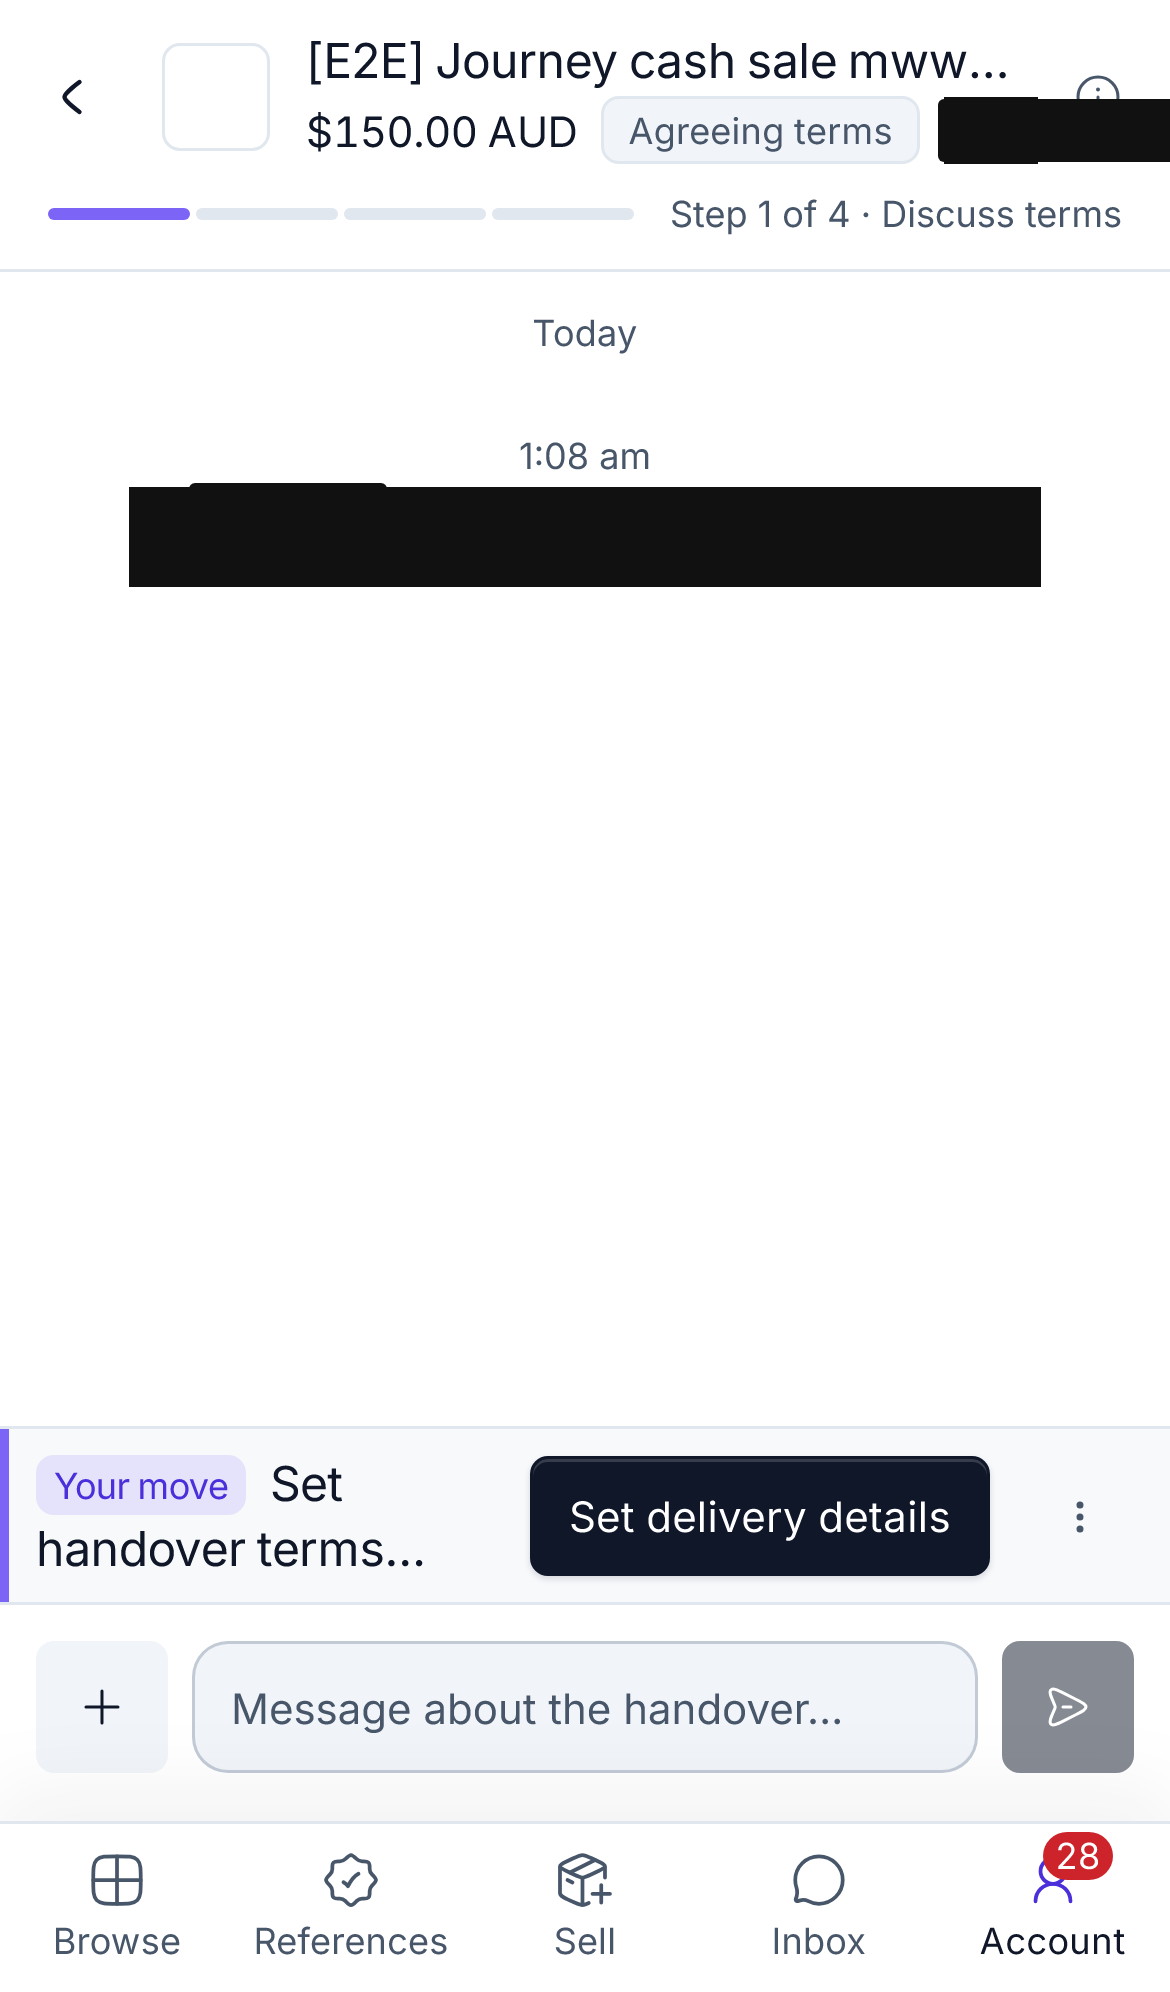 [E2E] Journey cash sale mww...
$150.00 AUD
Agreeing terms
Step 1 of 4 · Discuss terms
Today
1:08 am
Your move Set
handover terms...
Set delivery details
Message about the handover...
28
Browse
References
Sell
Inbox
Account